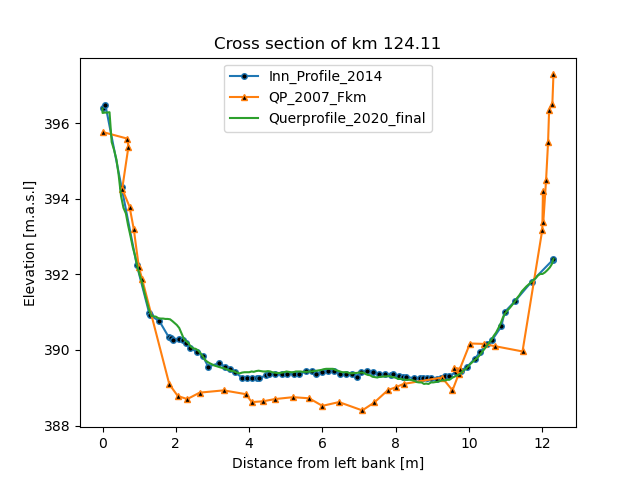 Cross section of km 124.11
Inn_Profile_2014
QP_2007_Fkm
Querprofile_2020_final
396
394
392
390
388
Elevation [m.a.s.l]
0 2 4 6 8 10 12
Distance from left bank [m]